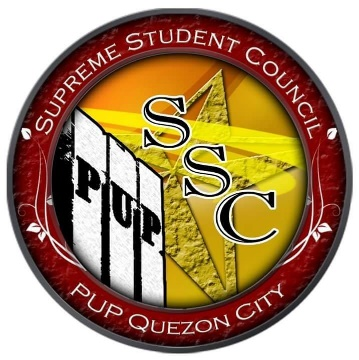 SUPREME STUDENT COUNCIL
SSC
PUP
PUP QUEZON CITY